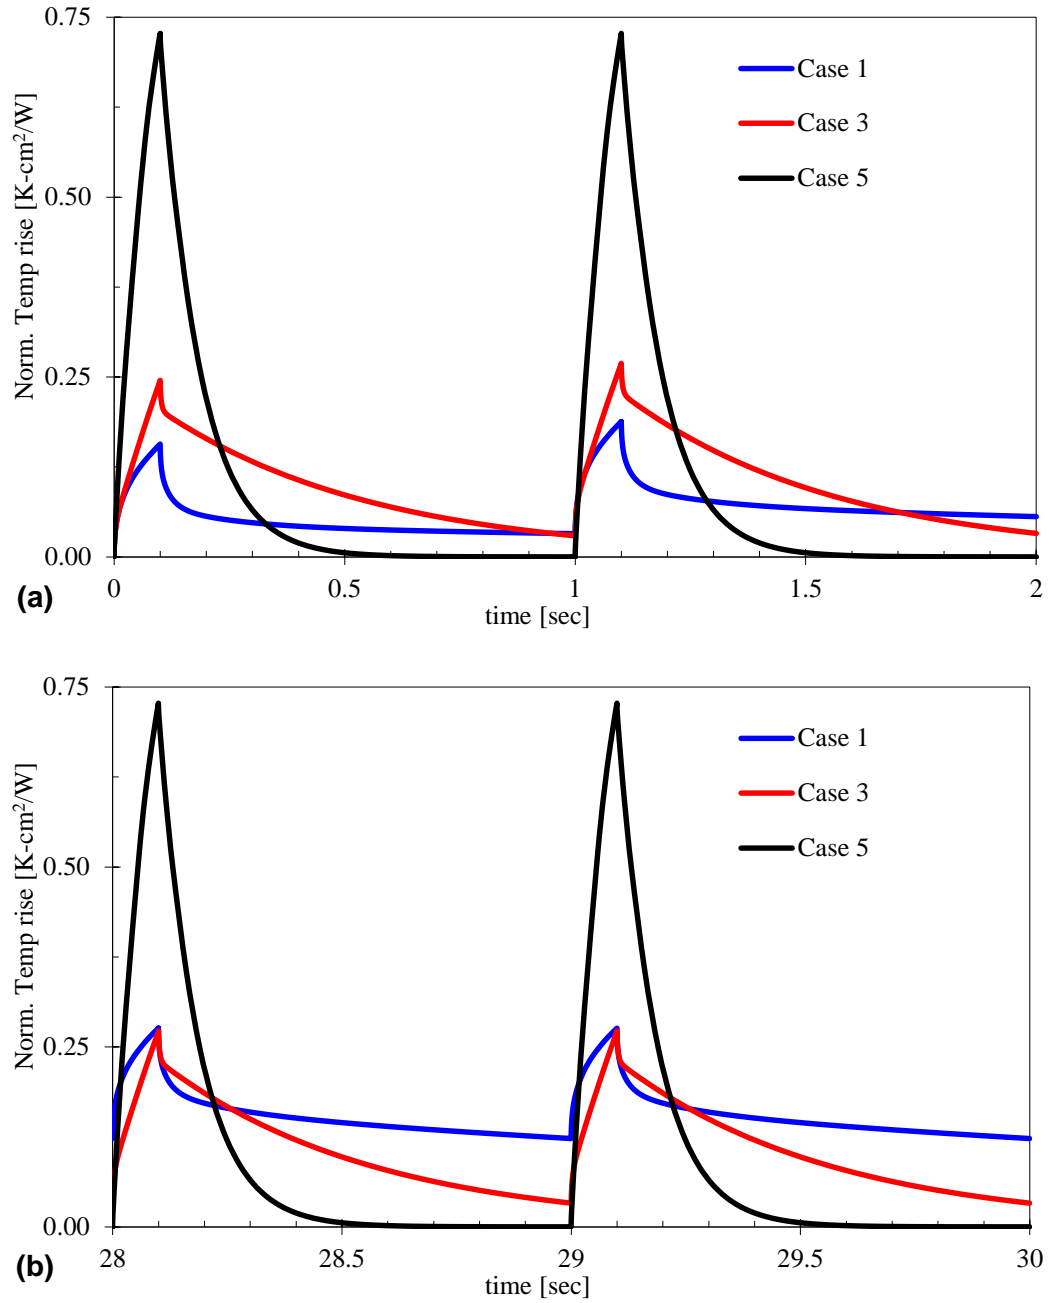 0.75
0.50
0.25
0.00
Norm. Temp rise [K-cm²/W]
Case 1
Case 3
Case 5
0 0.5 1 1.5 2
time [sec]
(a)
0.75
0.50
0.25
0.00
Norm. Temp rise [K-cm²/W]
Case 1
Case 3
Case 5
28 28.5 29 29.5 30
time [sec]
(b)